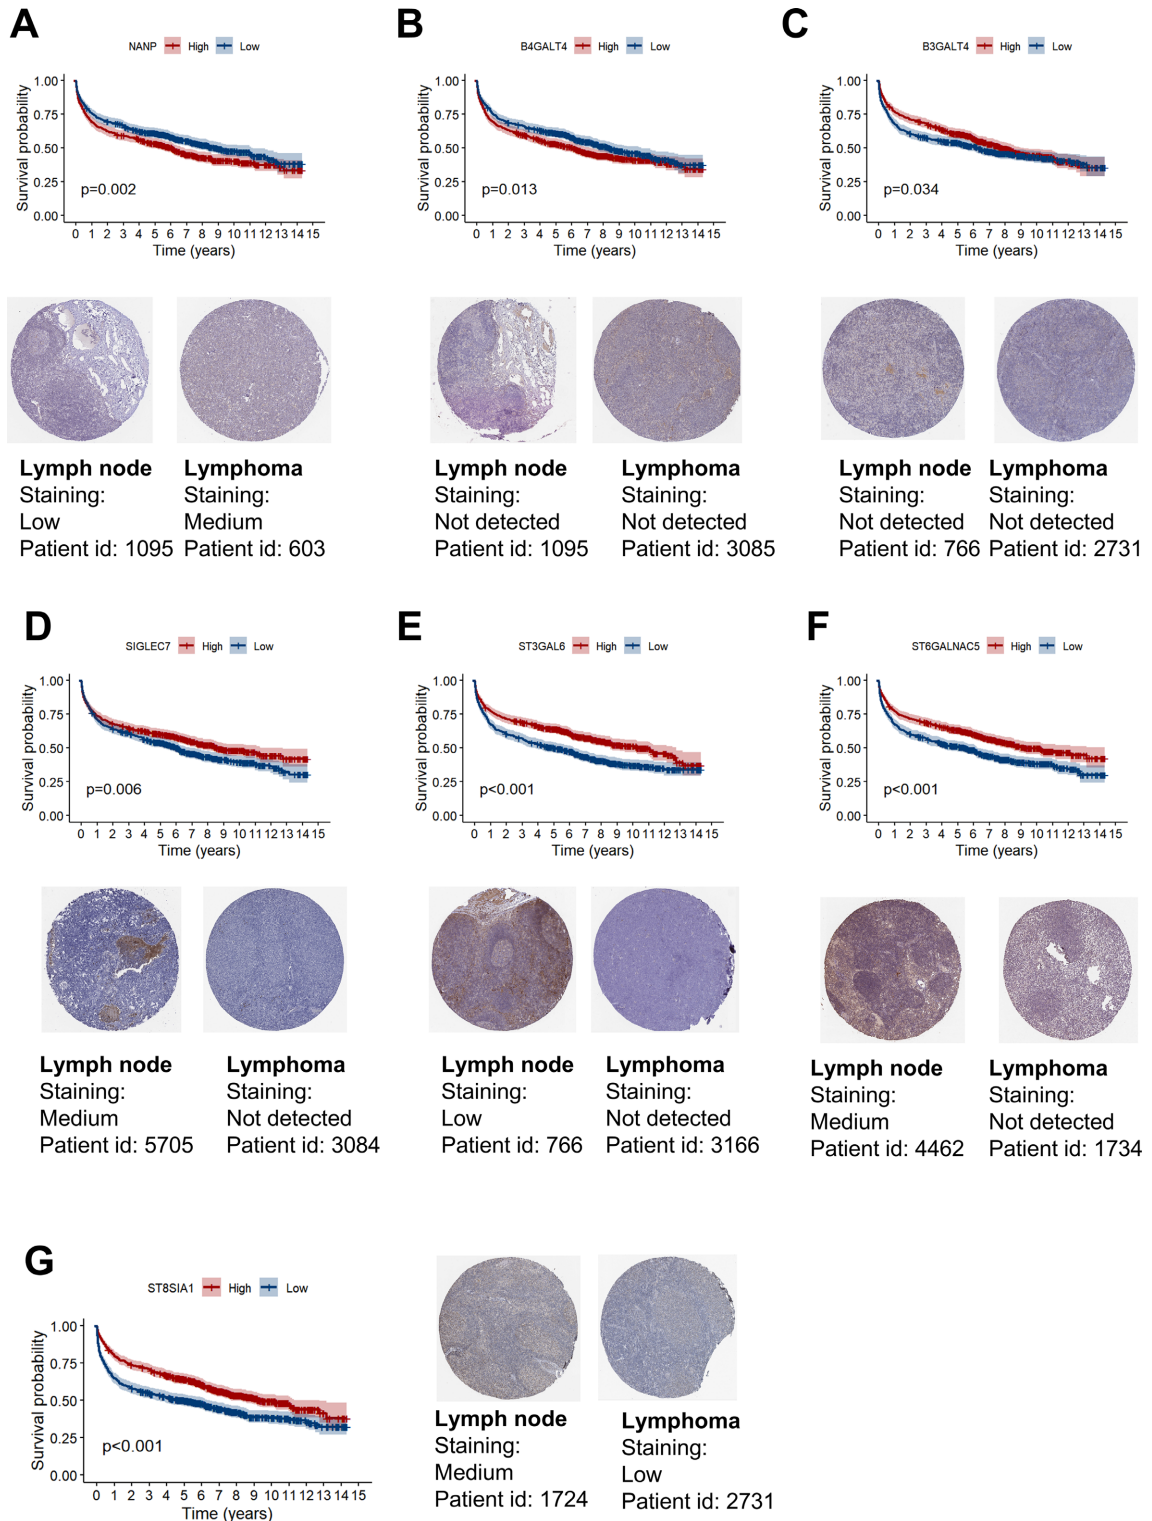 A
NANP High Low
Survival probability
1.00
0.75
0.50
0.25
0.00
p=0.002
0 1 2 3 4 5 6 7 8 9 10 11 12 13 14 15
Time (years)
Lymph node
Staining:
Low
Patient id: 1095
Lymphoma
Staining:
Medium
Patient id: 603
B
B4GALT4 High Low
Survival probability
1.00
0.75
0.50
0.25
0.00
p=0.013
0 1 2 3 4 5 6 7 8 9 10 11 12 13 14 15
Time (years)
Lymph node
Staining:
Not detected
Patient id: 1095
Lymphoma
Staining:
Not detected
Patient id: 3085
C
B3GALT4 High Low
Survival probability
1.00
0.75
0.50
0.25
0.00
p=0.034
0 1 2 3 4 5 6 7 8 9 10 11 12 13 14 15
Time (years)
Lymph node
Staining:
Not detected
Patient id: 766
Lymphoma
Staining:
Not detected
Patient id: 2731
D
SIGLEC7 High Low
Survival probability
1.00
0.75
0.50
0.25
0.00
p=0.006
0 1 2 3 4 5 6 7 8 9 10 11 12 13 14 15
Time (years)
Lymph node
Staining:
Medium
Patient id: 5705
Lymphoma
Staining:
Not detected
Patient id: 3084
E
ST3GAL6 High Low
Survival probability
1.00
0.75
0.50
0.25
0.00
p<0.001
0 1 2 3 4 5 6 7 8 9 10 11 12 13 14 15
Time (years)
Lymph node
Staining:
Low
Patient id: 766
Lymphoma
Staining:
Not detected
Patient id: 3166
F
ST6GALNAC5 High Low
Survival probability
1.00
0.75
0.50
0.25
0.00
p<0.001
0 1 2 3 4 5 6 7 8 9 10 11 12 13 14 15
Time (years)
Lymph node
Staining:
Medium
Patient id: 4462
Lymphoma
Staining:
Not detected
Patient id: 1734
G
ST8SIA1 High Low
Survival probability
1.00
0.75
0.50
0.25
0.00
p<0.001
0 1 2 3 4 5 6 7 8 9 10 11 12 13 14 15
Time (years)
Lymph node
Staining:
Medium
Patient id: 1724
Lymphoma
Staining:
Low
Patient id: 2731